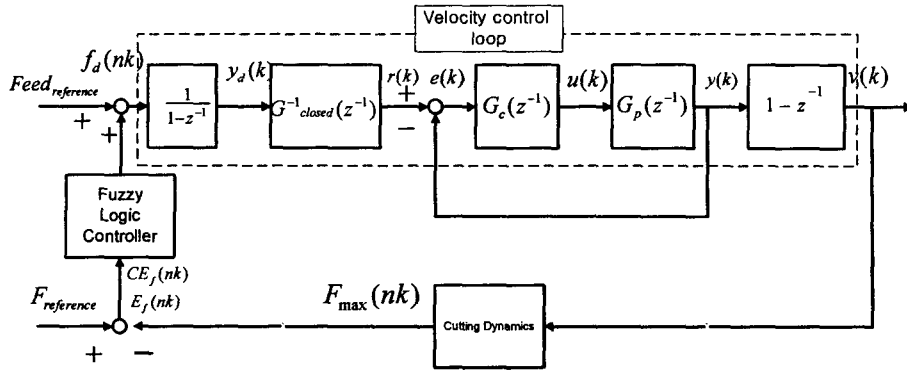 Velocity control
loop
f_d(nk)
Feed_reference
+
+
1
1-z^-1
y_d(k)
G^-1_closed(z^-1)
r(k)
+
−
e(k)
G_c(z^-1)
u(k)
G_p(z^-1)
y(k)
1 - z^-1
v(k)
Fuzzy
Logic
Controller
CE_f(nk)
E_f(nk)
F_reference
+
−
F_max(nk)
Cutting Dynamics